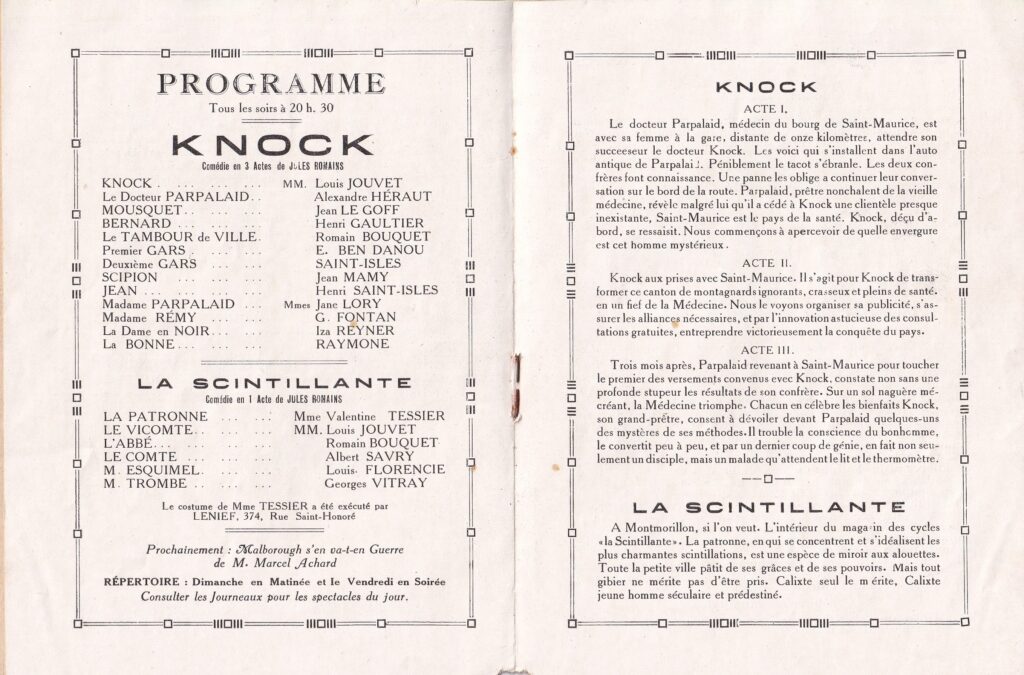 PROGRAMME
Tous les soirs à 20 h. 30
KNOCK
Comédie en 3 Actes de JULES ROMAINS
KNOCK . . . . . . . . . . MM. Louis JOUVET
Le Docteur PARPALAID . . Alexandre HÉRAUT
MOUSQUET . . . . . . . . Jean LE GOFF
BERNARD . . . . . . . . . Henri GAULTIER
Le TAMBOUR de VILLE . Romain BOUQUET
Premier GARS . . . . . . . E. BEN DANOU
Deuxième GARS . . . . . . SAINT-ISLES
SCIPION . . . . . . . . . Jean MAMY
JEAN . . . . . . . . . . . Henri SAINT-ISLES
Madame PARPALAID . . . . Mmes Jane LORY
Madame RÉMY . . . . . . . G. FONTAN
La Dame en NOIR . . . . . . Iza REYNER
La BONNE . . . . . . . . . RAYMONE
LA SCINTILLANTE
Comédie en 1 Acte de JULES ROMAINS
LA PATRONNE . . . . . . Mme Valentine TESSIER
LE VICOMTE . . . . . . . MM. Louis JOUVET
L'ABBÉ . . . . . . . . . Romain BOUQUET
LE COMTE . . . . . . . . Albert SAVRY
M. ESQUIMEL . . . . . . . Louis FLORENCIE
M. TROMBE . . . . . . . . Georges VITRAY
Le costume de Mme TESSIER a été exécuté par
LENIEF, 374, Rue Saint-Honoré
Prochainement : Malborough s'en va-t-en Guerre
de M. Marcel Achard
RÉPERTOIRE : Dimanche en Matinée et le Vendredi en Soirée
Consulter les Journeaux pour les spectacles du jour.
KNOCK
ACTE I.
Le docteur Parpalaid, médecin du bourg de Saint-Maurice, est
avec sa femme à la gare, distante de onze kilomètres, attendre son
succeseur le docteur Knock. Les voici qui s'installent dans l'auto
antique de Parpalaid. Péniblement le tacot s'ébranle. Les deux con-
frères font connaissance. Une panne les oblige a continuer leur conver-
sation sur le bord de la route. Parpalaid, prêtre nonchalent de la vieille
médecine, révèle malgré lui qu'il a cédé à Knock une clientèle presque
inexistante, Saint-Maurice est le pays de la santé. Knock, déçu d'a-
bord, se ressaisit. Nous commençons à apercevoir de quelle envergure
est cet homme mystérieux.
ACTE II.
Knock aux prises avec Saint-Maurice. Il s'agit pour Knock de trans-
former ce canton de montagnards ignorants, crasseux et pleins de santé.
en un fief de la Médecine. Nous le voyons organiser sa publicité, s'as-
surer les alliances nécessaires, et par l'innovation astucieuse des consul-
tations gratuites, entreprendre victorieusement la conquête du pays.
ACTE III.
Trois mois après, Parpalaid revenant à Saint-Maurice pour toucher
le premier des versements convenus evec Knock, constate non sans une
profonde stupeur les résultats de son confrère. Sur un sol naguère mé-
créant, la Médecine triomphe. Chacun en célèbre les bienfaits Knock,
son grand-prêtre, consent à dévoiler devant Parpalaid quelques-uns
des mystères de ses méthodes. Il trouble la conscience du bonhomme,
le convertit peu à peu, et par un dernier coup de génie, en fait non seu-
lement un disciple, mais un malade qu'attendent le lit et le thermomètre.
LA SCINTILLANTE
A Montmorillon, si l'on veut. L'intérieur du magasin des cycles
«la Scintillante». La patronne, en qui se concentrent et s'idéalisent les
plus charmantes scintillations, est une espèce de miroir aux alouettes.
Toute la petite ville pâtit de ses grâces et de ses pouvoirs. Mais tout
gibier ne mérite pas d'être pris. Calixte seul le mérite, Calixte
jeune homme séculaire et prédestiné.